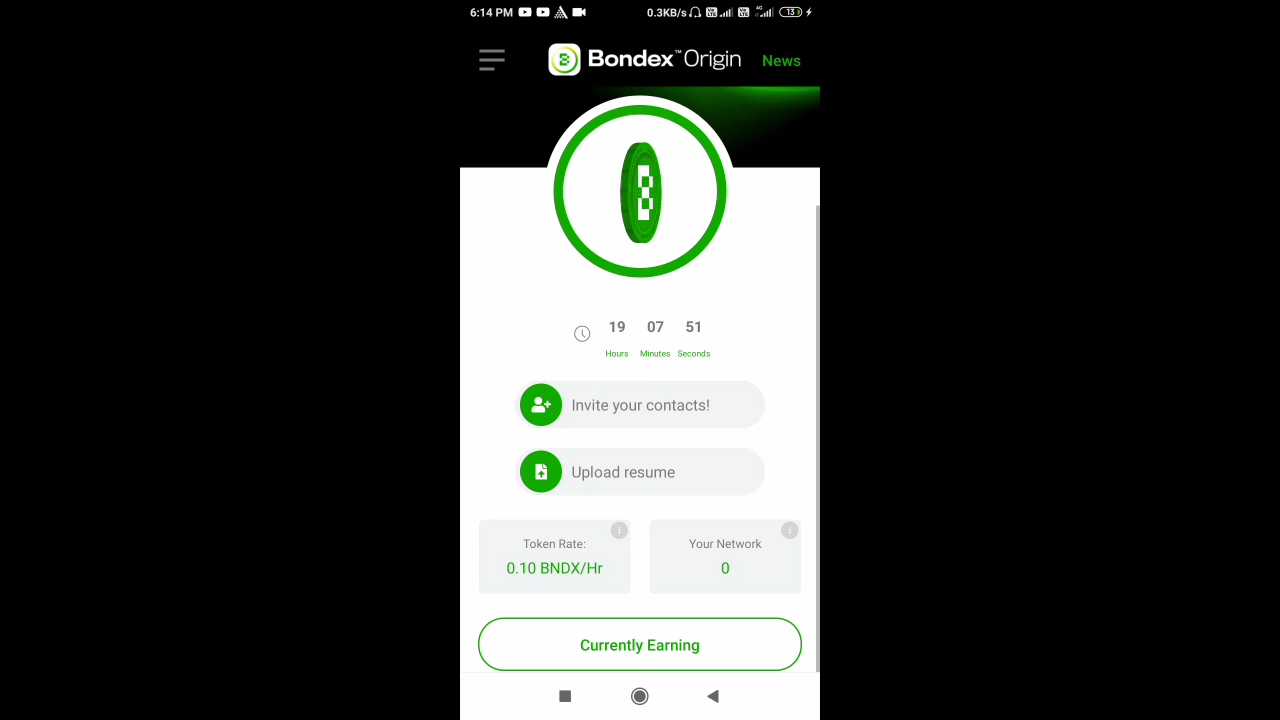 6:14 PM 0.3KB/s 4G 13
Bondex™ Origin News
19 07 51
Hours Minutes Seconds
Invite your contacts!
Upload resume
Token Rate: Your Network
0.10 BNDX/Hr 0
Currently Earning